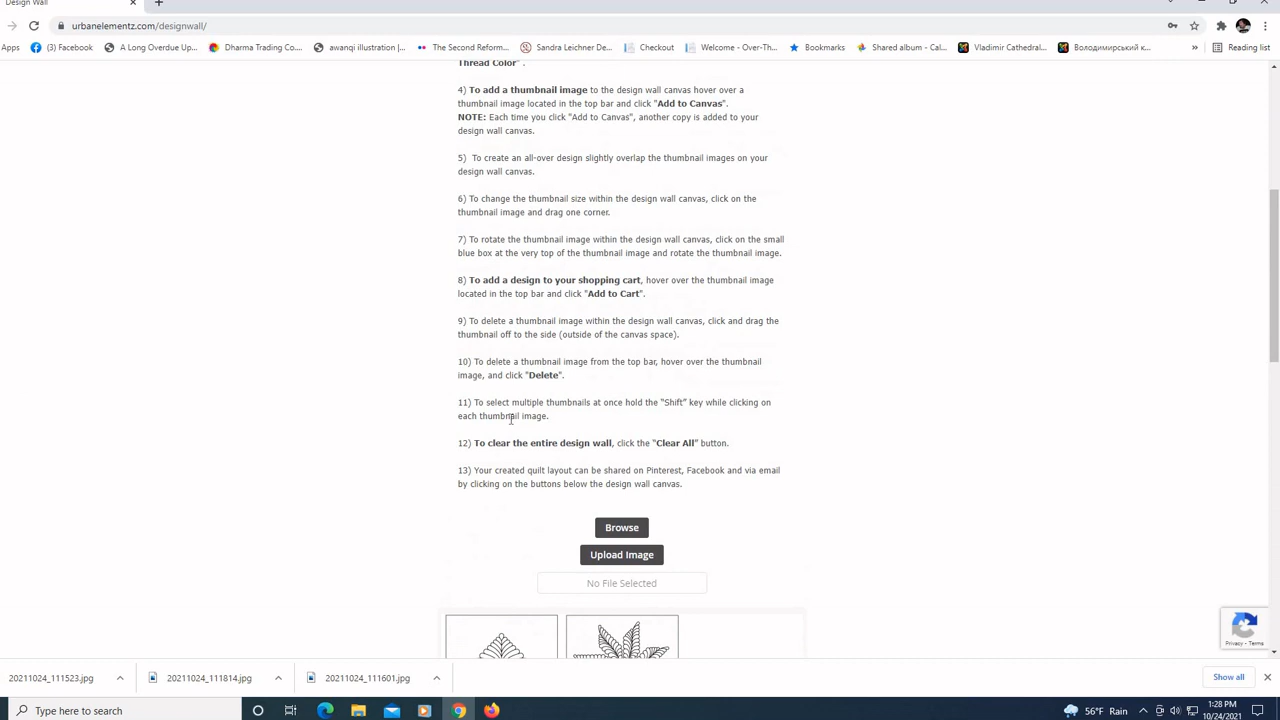 Design Wall
urbanelementz.com/designwall/
Apps
(3) Facebook
A Long Overdue Up...
Dharma Trading Co...
awanqi illustration |...
The Second Reform...
Sandra Leichner De...
Checkout
Welcome - Over-Th...
Bookmarks
Shared album - Cal...
Vladimir Cathedral...
Володимирський к...
Reading list
Thread Color" .
4) To add a thumbnail image to the design wall canvas hover over a
thumbnail image located in the top bar and click "Add to Canvas".
NOTE: Each time you click "Add to Canvas", another copy is added to your
design wall canvas.
5) To create an all-over design slightly overlap the thumbnail images on your
design wall canvas.
6) To change the thumbnail size within the design wall canvas, click on the
thumbnail image and drag one corner.
7) To rotate the thumbnail image within the design wall canvas, click on the small
blue box at the very top of the thumbnail image and rotate the thumbnail image.
8) To add a design to your shopping cart, hover over the thumbnail image
located in the top bar and click "Add to Cart".
9) To delete a thumbnail image within the design wall canvas, click and drag the
thumbnail off to the side (outside of the canvas space).
10) To delete a thumbnail image from the top bar, hover over the thumbnail
image, and click "Delete".
11) To select multiple thumbnails at once hold the “Shift” key while clicking on
each thumbnail image.
12) To clear the entire design wall, click the “Clear All” button.
13) Your created quilt layout can be shared on Pinterest, Facebook and via email
by clicking on the buttons below the design wall canvas.
Browse
Upload Image
No File Selected
Privacy - Terms
20211024_111523.jpg
20211024_111814.jpg
20211024_111601.jpg
Show all
Type here to search
56°F Rain
1:28 PM
10/24/2021